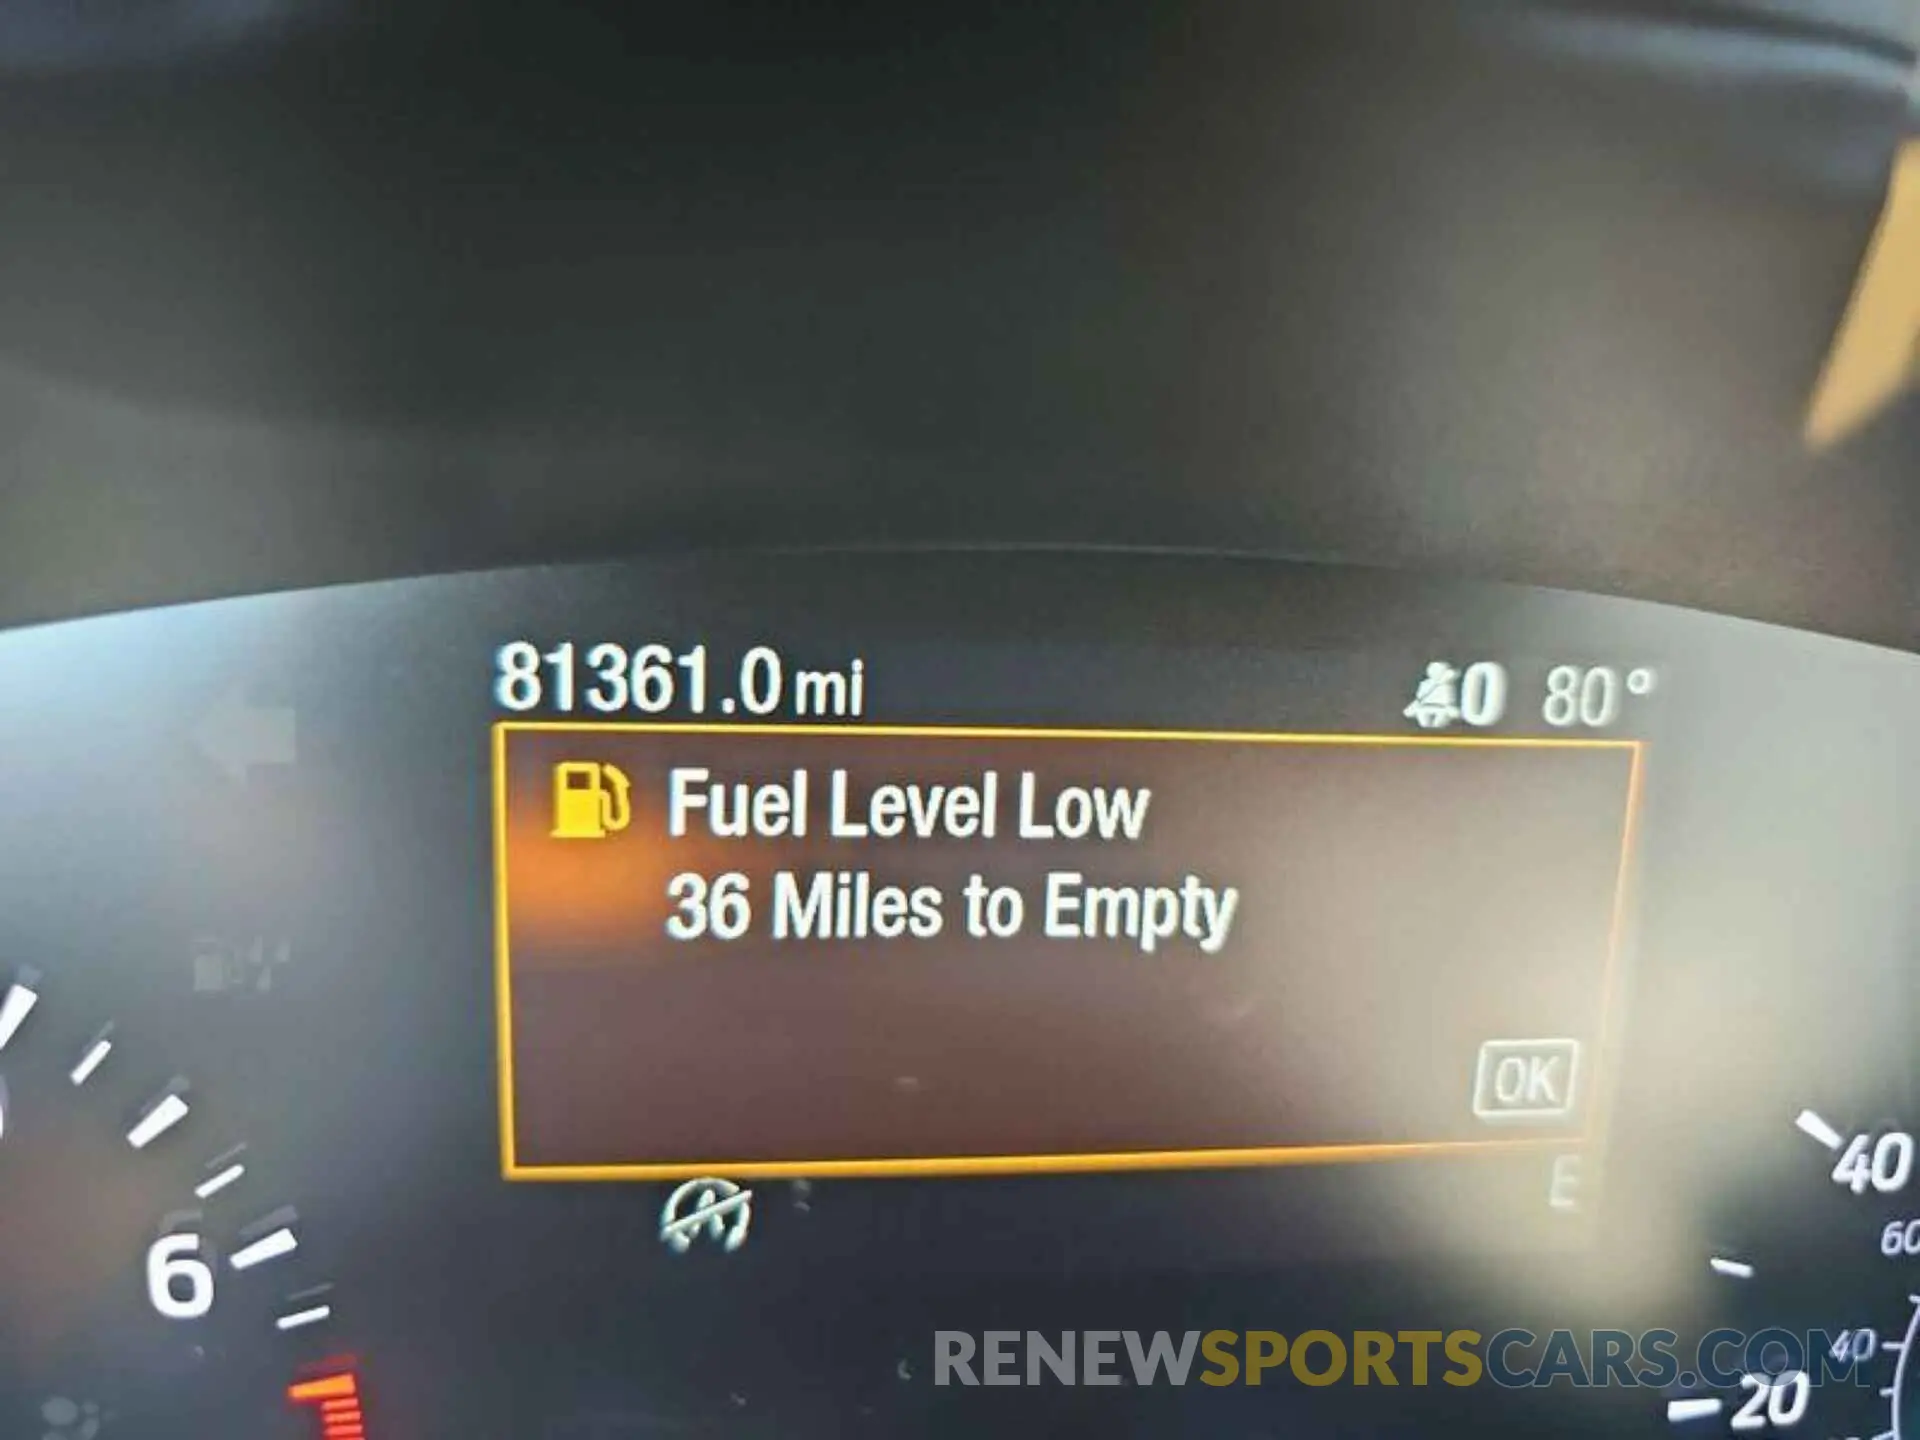 81361.0 mi 0 80°
Fuel Level Low
36 Miles to Empty
OK
E
40
60
6
40
20
RENEWSPORTSCARS.COM